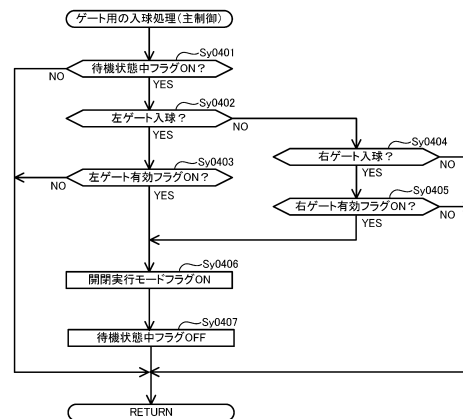 ゲート用の入球処理(主制御)
Sy0401
待機状態中フラグON?
NO
YES
Sy0402
左ゲート入球?
NO
YES
Sy0404
右ゲート入球?
NO
YES
Sy0403
左ゲート有効フラグON?
NO
YES
Sy0405
右ゲート有効フラグON?
NO
YES
Sy0406
開閉実行モードフラグON
Sy0407
待機状態中フラグOFF
RETURN